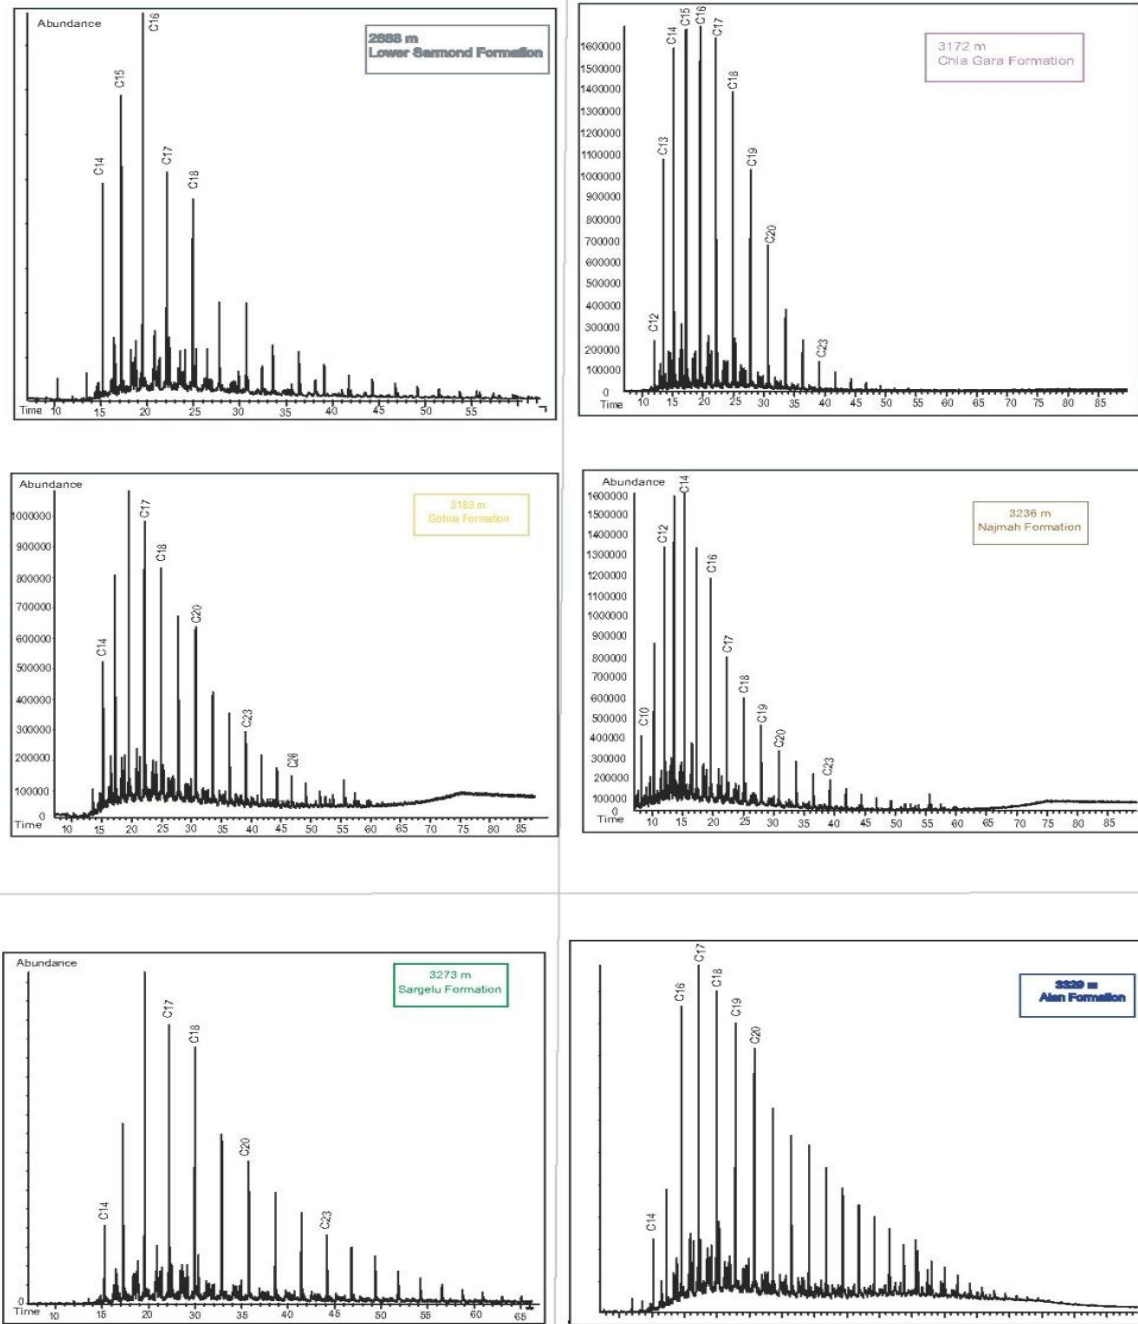 Abundance
C16
C15
C14
C17
C18
2888 m
Lower Sarmond Formation
Time 10 15 20 25 30 35 40 45 50 55
1600000
1500000
1400000
1300000
1200000
1100000
1000000
900000
800000
700000
600000
500000
400000
300000
200000
100000
0
C12
C13
C14
C15
C16
C17
C18
C19
C20
C23
3172 m
Chia Gara Formation
Time 10 15 20 25 30 35 40 45 50 55 60 65 70 75 80 85
Abundance
1000000
900000
800000
700000
600000
500000
400000
300000
200000
100000
0
C14
C17
C18
C20
C23
C26
3183 m
Gotnia Formation
Time 10 15 20 25 30 35 40 45 50 55 60 65 70 75 80 85
Abundance
1600000
1500000
1400000
1300000
1200000
1100000
1000000
900000
800000
700000
600000
500000
400000
300000
200000
100000
0
C10
C12
C14
C16
C17
C18
C19
C20
C23
3236 m
Najmah Formation
Time 10 15 20 25 30 35 40 45 50 55 60 65 70 75 80 85
Abundance
0
C14
C17
C18
C20
C23
3273 m
Sargelu Formation
Time 10 15 20 25 30 35 40 45 50 55 60 65
C14
C16
C17
C18
C19
C20
3329 m
Alan Formation